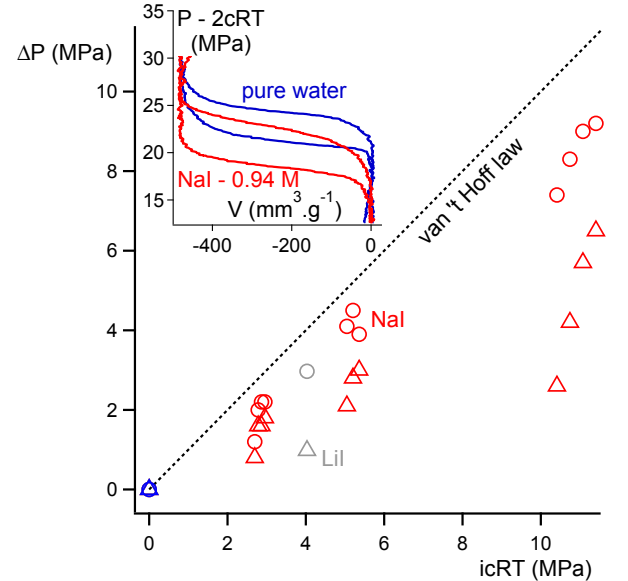 ΔP (MPa)
10
8
6
4
2
0
0
2
4
6
8
10
icRT (MPa)
van 't Hoff law
NaI
LiI
P - 2cRT
(MPa)
35
30
25
20
15
pure water
NaI - 0.94 M
V (mm³.g⁻¹)
-400
-200
0